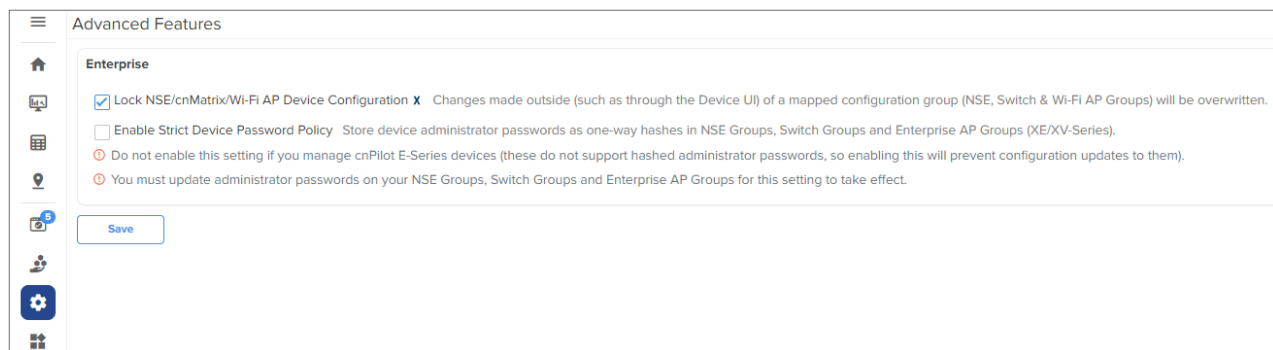 Advanced Features
Enterprise
Lock NSE/cnMatrix/Wi-Fi AP Device Configuration X Changes made outside (such as through the Device UI) of a mapped configuration group (NSE, Switch & Wi-Fi AP Groups) will be overwritten.
Enable Strict Device Password Policy Store device administrator passwords as one-way hashes in NSE Groups, Switch Groups and Enterprise AP Groups (XE/XV-Series).
Do not enable this setting if you manage cnPilot E-Series devices (these do not support hashed administrator passwords, so enabling this will prevent configuration updates to them).
You must update administrator passwords on your NSE Groups, Switch Groups and Enterprise AP Groups for this setting to take effect.
5
Save